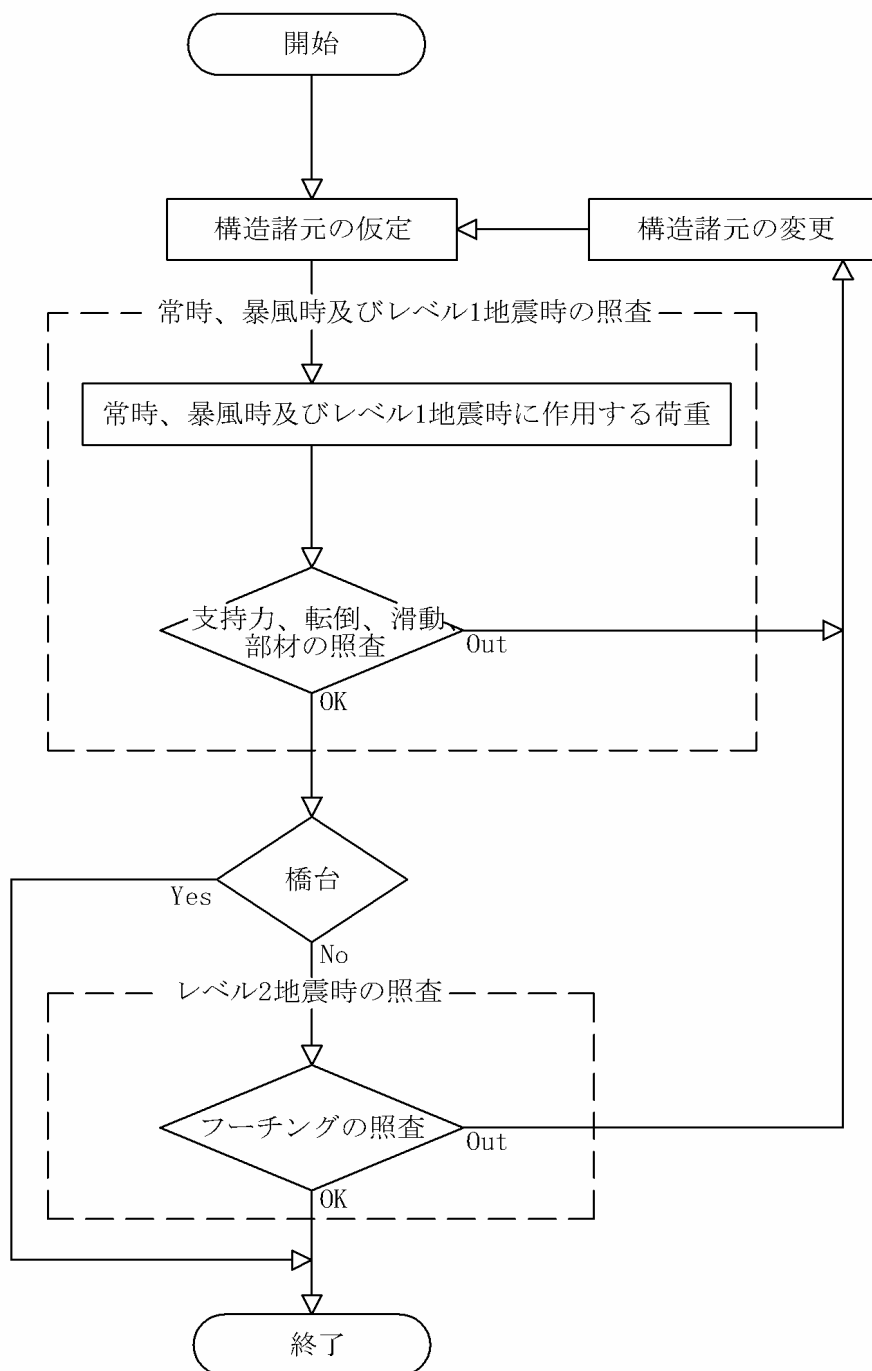 開始
構造諸元の仮定
構造諸元の変更
常時、暴風時及びレベル1地震時の照査
常時、暴風時及びレベル1地震時に作用する荷重
支持力、転倒、滑動、
部材の照査
Out
OK
橋台
Yes
No
レベル2地震時の照査
フーチングの照査
Out
OK
終了